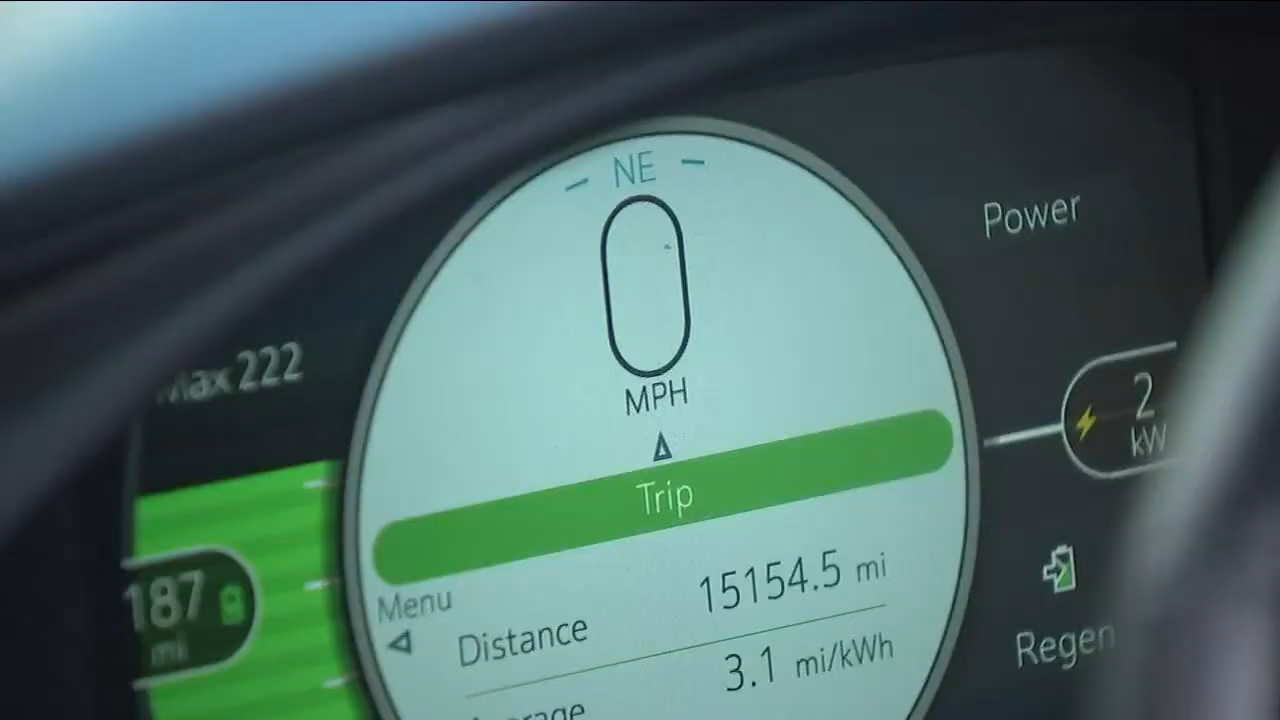 NE
0
MPH
Power
Max 222
2
kW
Trip
187
mi
Menu
Distance 15154.5 mi
3.1 mi/kWh
Regen